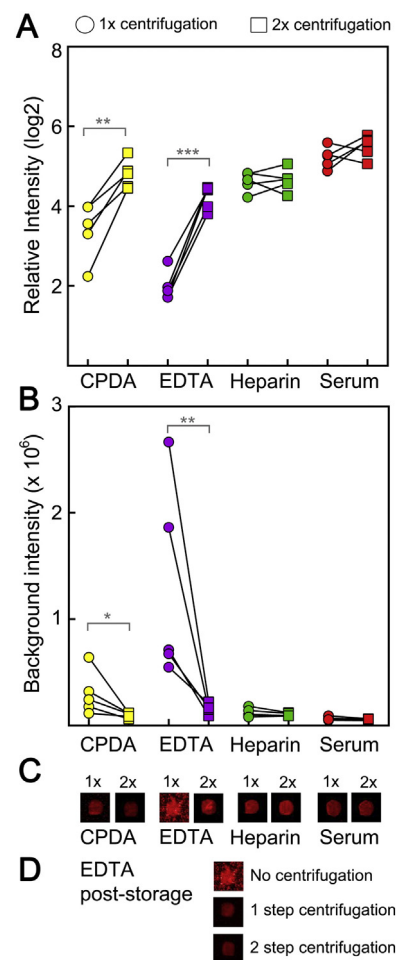 A
1x centrifugation 2x centrifugation
8
6
4
2
Relative Intensity (log2)
** ***
CPDA EDTA Heparin Serum
B
3
2
1
Background intensity (x 10⁶)
* **
CPDA EDTA Heparin Serum
C
1x 2x 1x 2x 1x 2x 1x 2x
CPDA EDTA Heparin Serum
D
EDTA
post-storage
No centrifugation
1 step centrifugation
2 step centrifugation